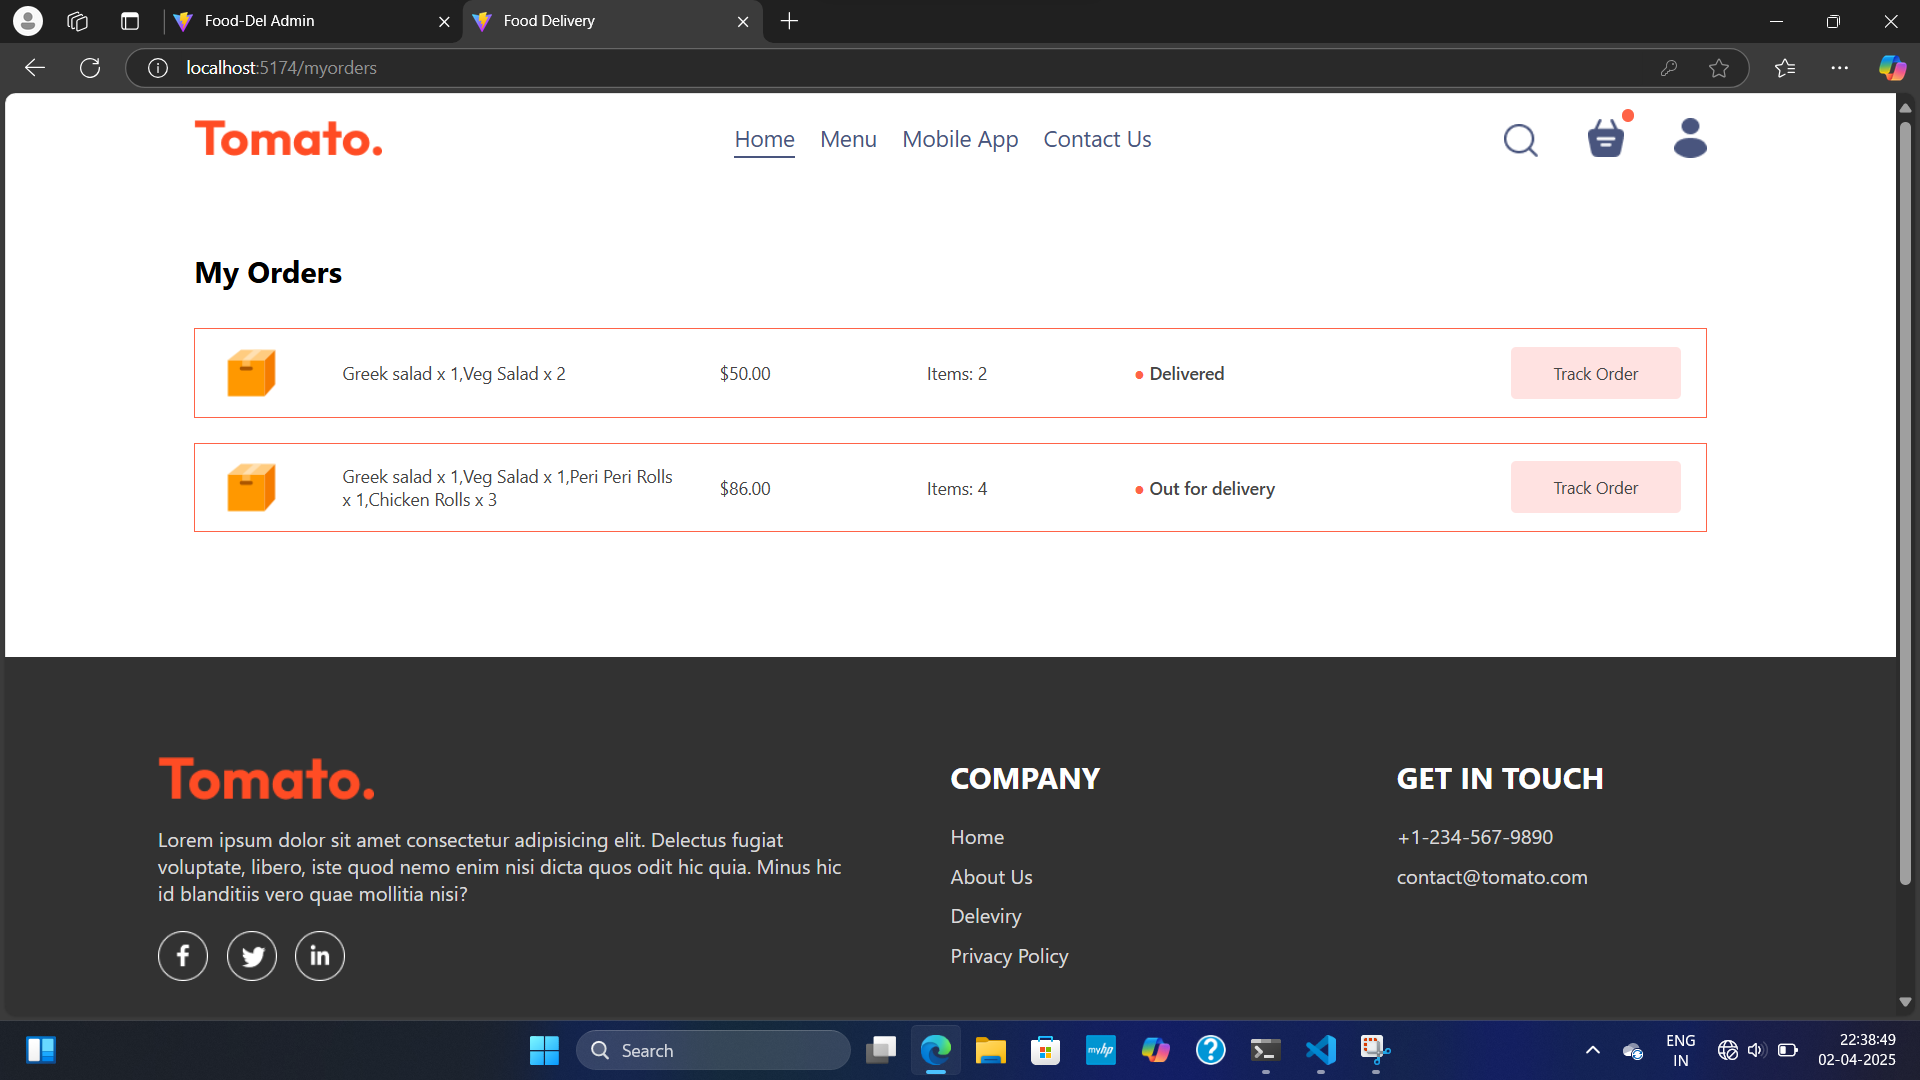 Food-Del Admin
Food Delivery
localhost:5174/myorders
Tomato.
Home Menu Mobile App Contact Us
My Orders
Greek salad x 1,Veg Salad x 2 $50.00 Items: 2 ● Delivered Track Order
Greek salad x 1,Veg Salad x 1,Peri Peri Rolls
x 1,Chicken Rolls x 3 $86.00 Items: 4 ● Out for delivery Track Order
Tomato.
Lorem ipsum dolor sit amet consectetur adipisicing elit. Delectus fugiat
voluptate, libero, iste quod nemo enim nisi dicta quos odit hic quia. Minus hic
id blanditiis vero quae mollitia nisi?
COMPANY
Home
About Us
Deleviry
Privacy Policy
GET IN TOUCH
+1-234-567-9890
contact@tomato.com
Search
myhp
ENG
IN
22:38:49
02-04-2025